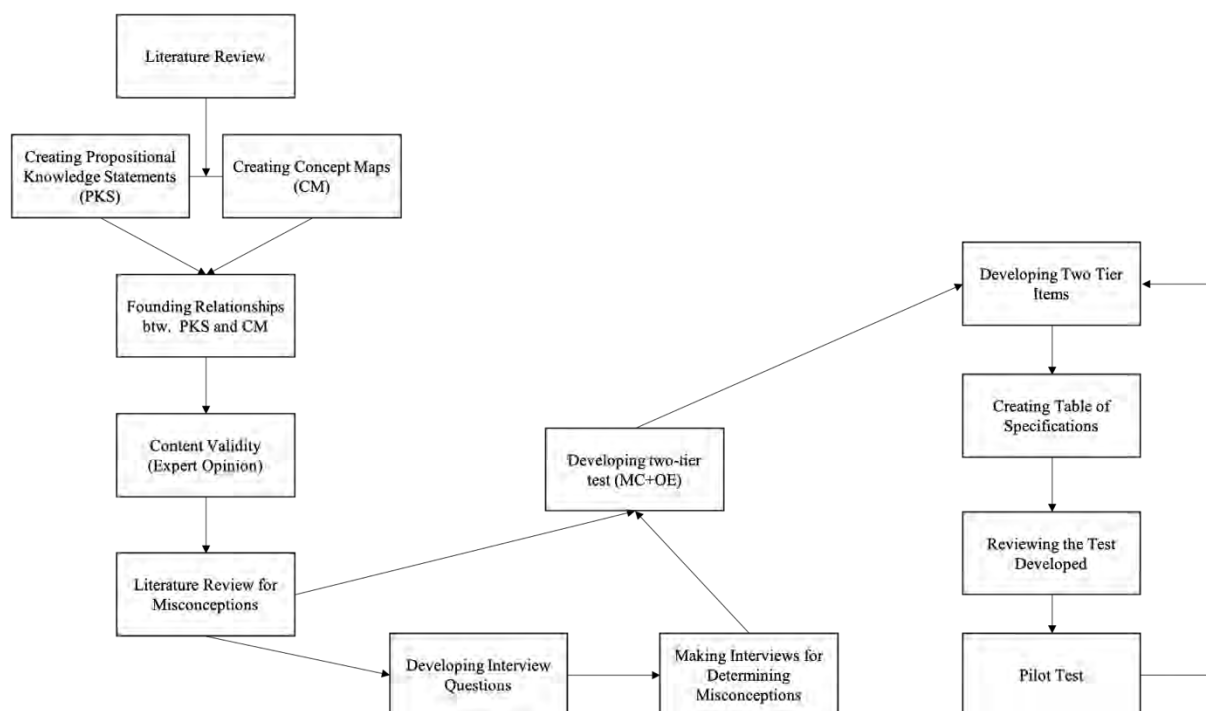 Literature Review
Creating Propositional
Knowledge Statements
(PKS)
Creating Concept Maps
(CM)
Founding Relationships
btw. PKS and CM
Content Validity
(Expert Opinion)
Literature Review for
Misconceptions
Developing Interview
Questions
Making Interviews for
Determining
Misconceptions
Developing two-tier
test (MC+OE)
Developing Two Tier
Items
Creating Table of
Specifications
Reviewing the Test
Developed
Pilot Test